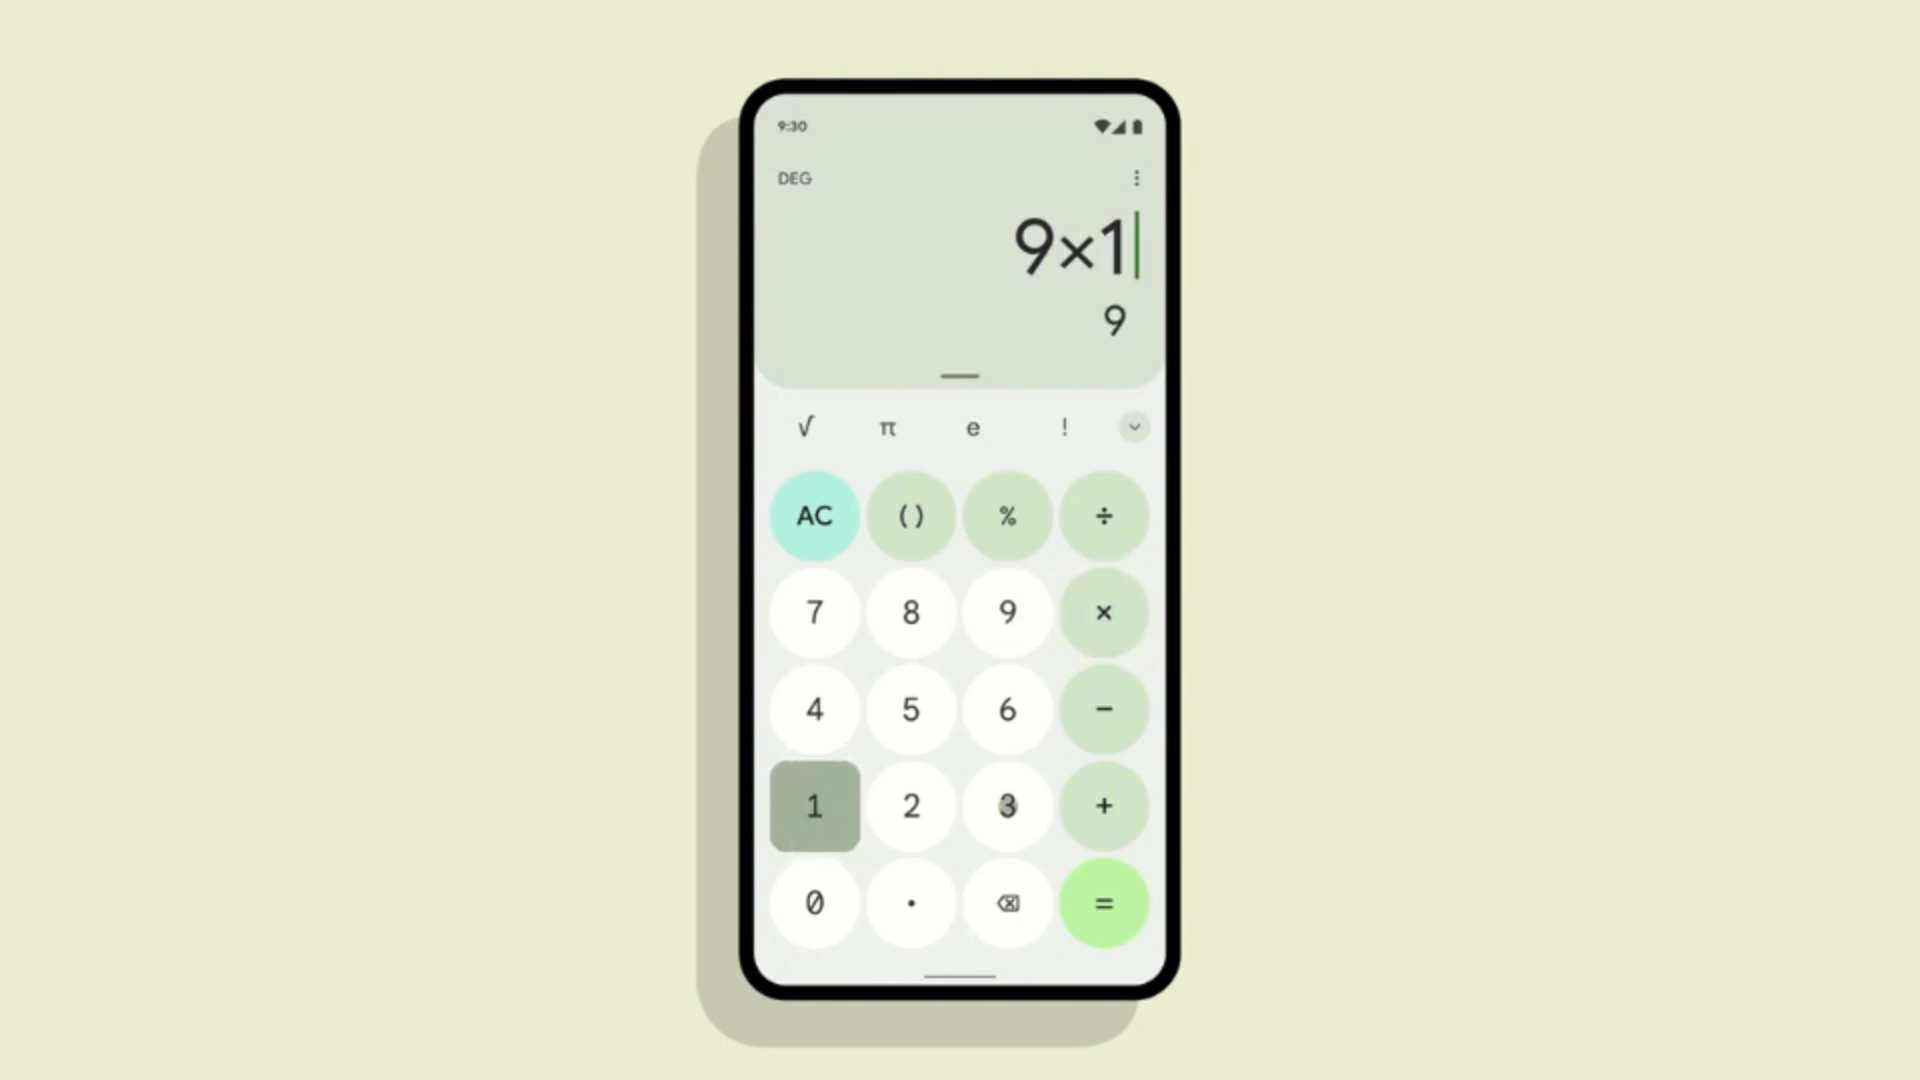 9:30
DEG
9×1
9
√ π e !
AC ( ) % ÷
7 8 9 ×
4 5 6 −
1 2 3 +
0 . =